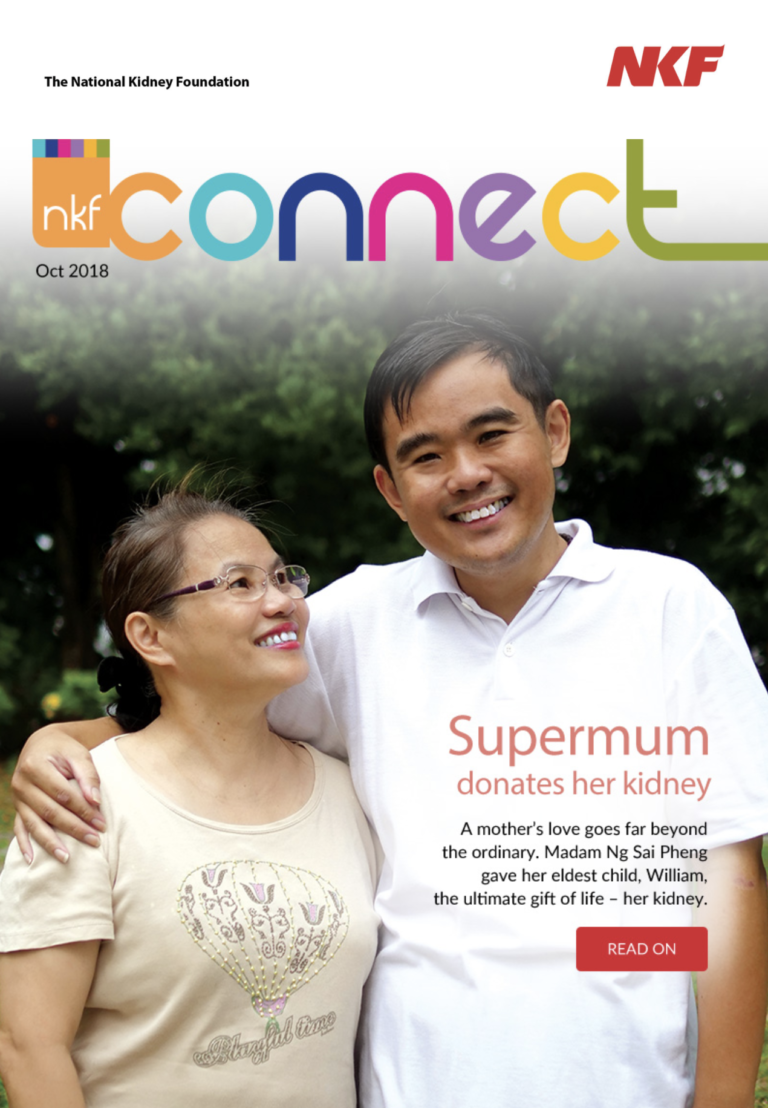 The National Kidney Foundation
NKF
nkf connect
Oct 2018
Supermum
donates her kidney
A mother's love goes far beyond
the ordinary. Madam Ng Sai Pheng
gave her eldest child, William,
the ultimate gift of life – her kidney.
READ ON
time